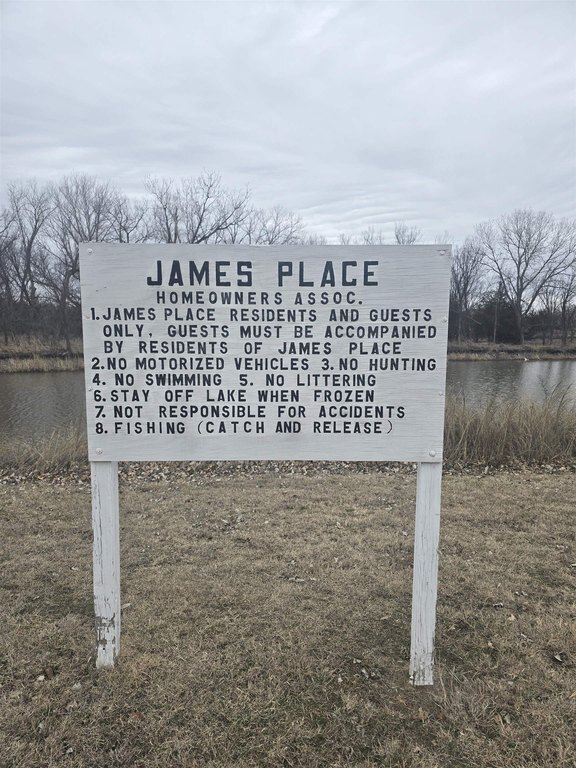 JAMES PLACE
HOMEOWNERS ASSOC.
1. JAMES PLACE RESIDENTS AND GUESTS
ONLY, GUESTS MUST BE ACCOMPANIED
BY RESIDENTS OF JAMES PLACE
2. NO MOTORIZED VEHICLES 3. NO HUNTING
4. NO SWIMMING 5. NO LITTERING
6. STAY OFF LAKE WHEN FROZEN
7. NOT RESPONSIBLE FOR ACCIDENTS
8. FISHING (CATCH AND RELEASE)